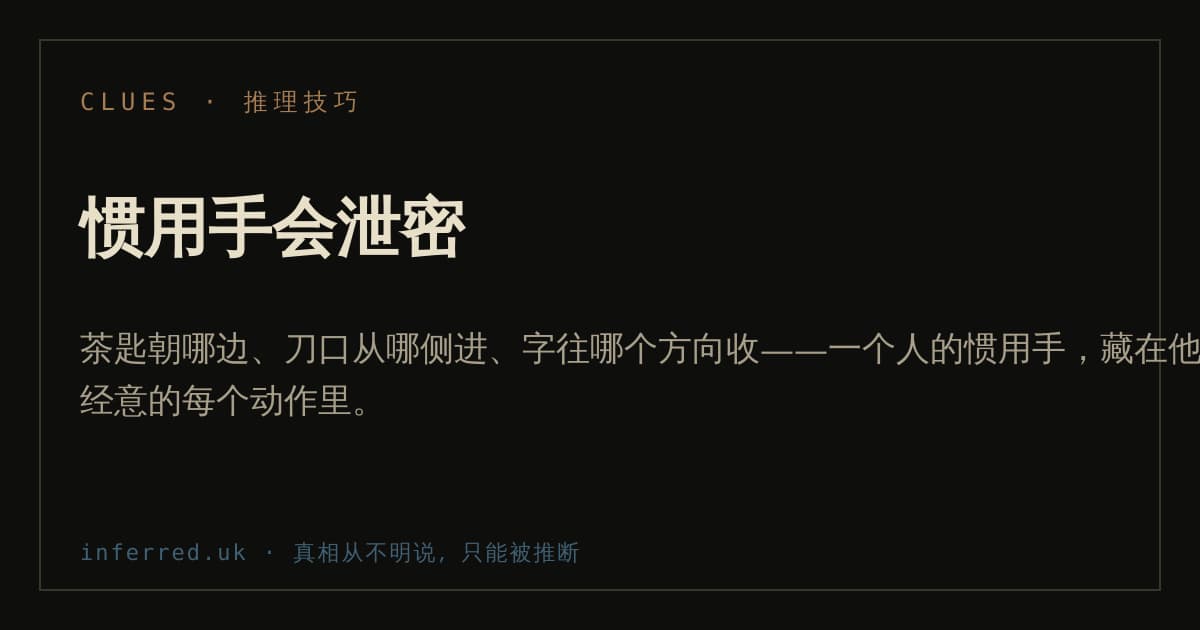 CLUES · 推理技巧
惯用手会泄密
茶匙朝哪边、刀口从哪侧进、字往哪个方向收——一个人的惯用手，藏在他
经意的每个动作里。
inferred.uk · 真相从不明说，只能被推断